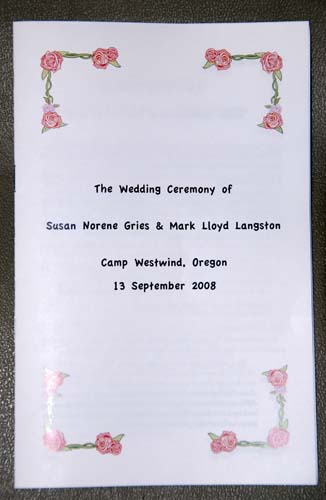 The Wedding Ceremony of
Susan Norene Gries & Mark Lloyd Langston
Camp Westwind, Oregon
13 September 2008